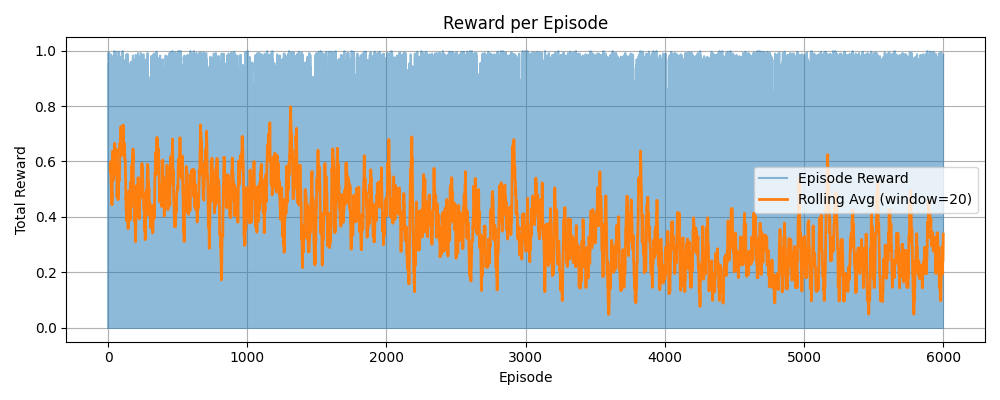 Reward per Episode
Total Reward
1.0
0.8
0.6
0.4
0.2
0.0
Episode Reward
Rolling Avg (window=20)
0
1000
2000
3000
4000
5000
6000
Episode